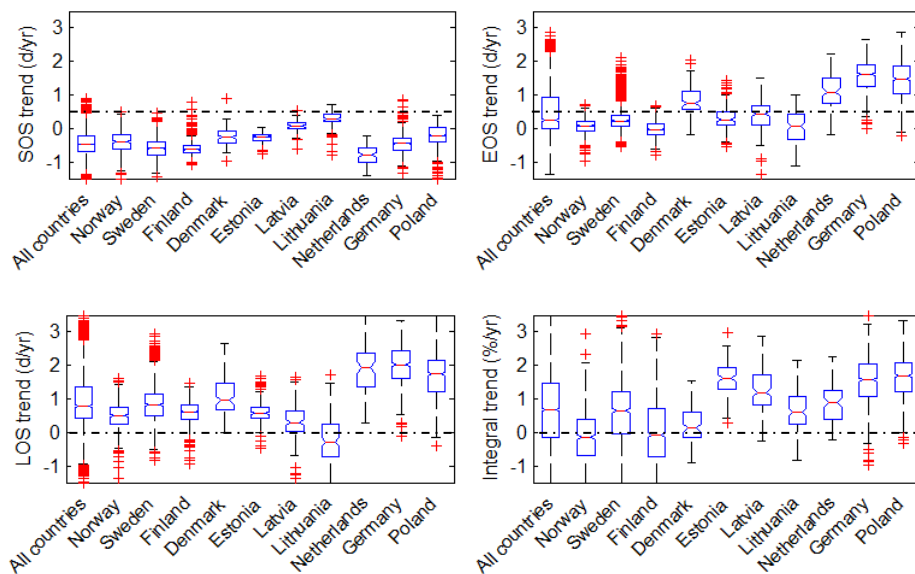 SOS trend (d/yr)
3
2
1
0
-1
All countries
Norway
Sweden
Finland
Denmark
Estonia
Latvia
Lithuania
Netherlands
Germany
Poland
EOS trend (d/yr)
3
2
1
0
-1
All countries
Norway
Sweden
Finland
Denmark
Estonia
Latvia
Lithuania
Netherlands
Germany
Poland
LOS trend (d/yr)
3
2
1
0
-1
All countries
Norway
Sweden
Finland
Denmark
Estonia
Latvia
Lithuania
Netherlands
Germany
Poland
Integral trend (%/yr)
3
2
1
0
-1
All countries
Norway
Sweden
Finland
Denmark
Estonia
Latvia
Lithuania
Netherlands
Germany
Poland